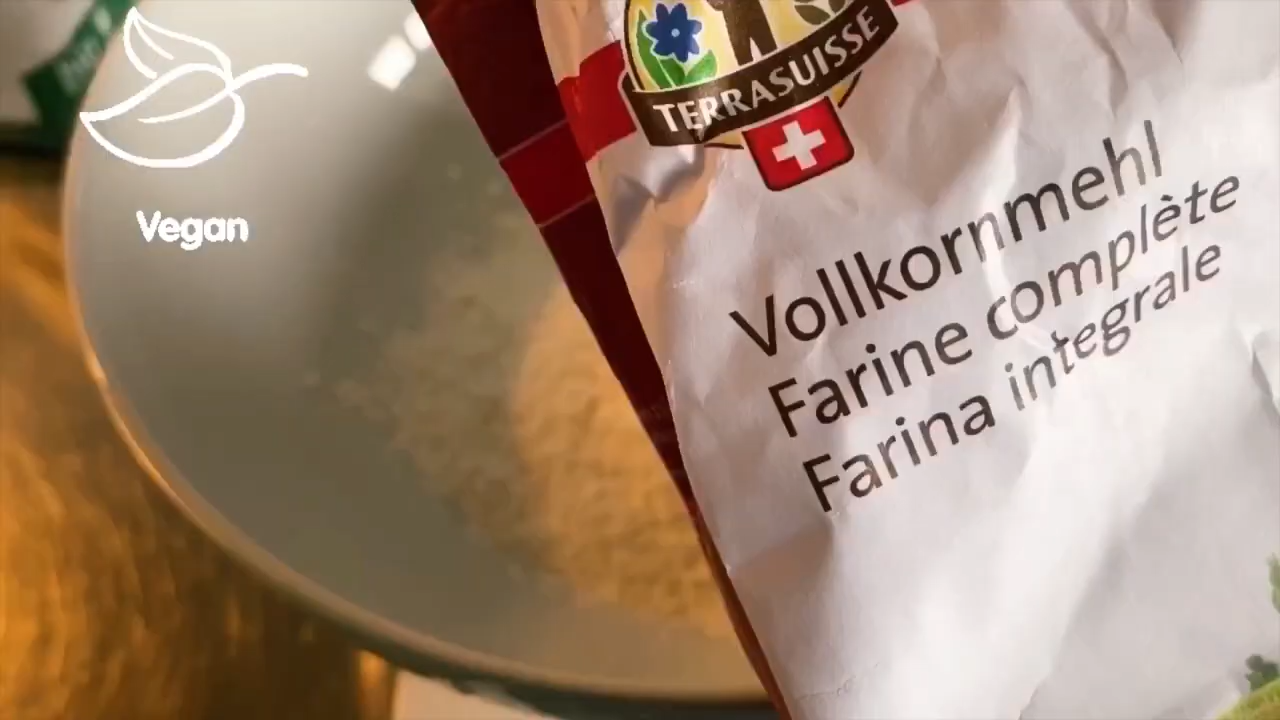 TERRASUISSE
Vegan
Vollkornmehl
Farine complète
Farina integrale